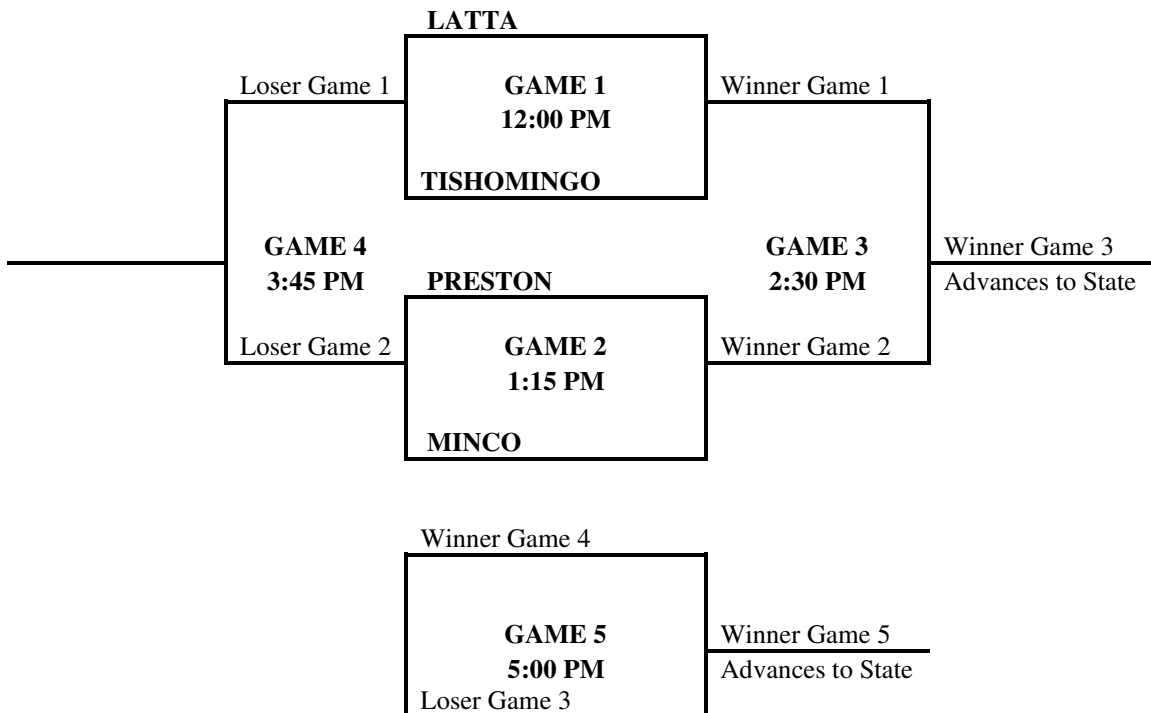 LATTA
Loser Game 1
GAME 1
12:00 PM
Winner Game 1
TISHOMINGO
GAME 4
3:45 PM
GAME 3
2:30 PM
Winner Game 3
Advances to State
PRESTON
Loser Game 2
GAME 2
1:15 PM
Winner Game 2
MINCO
Winner Game 4
GAME 5
5:00 PM
Winner Game 5
Advances to State
Loser Game 3